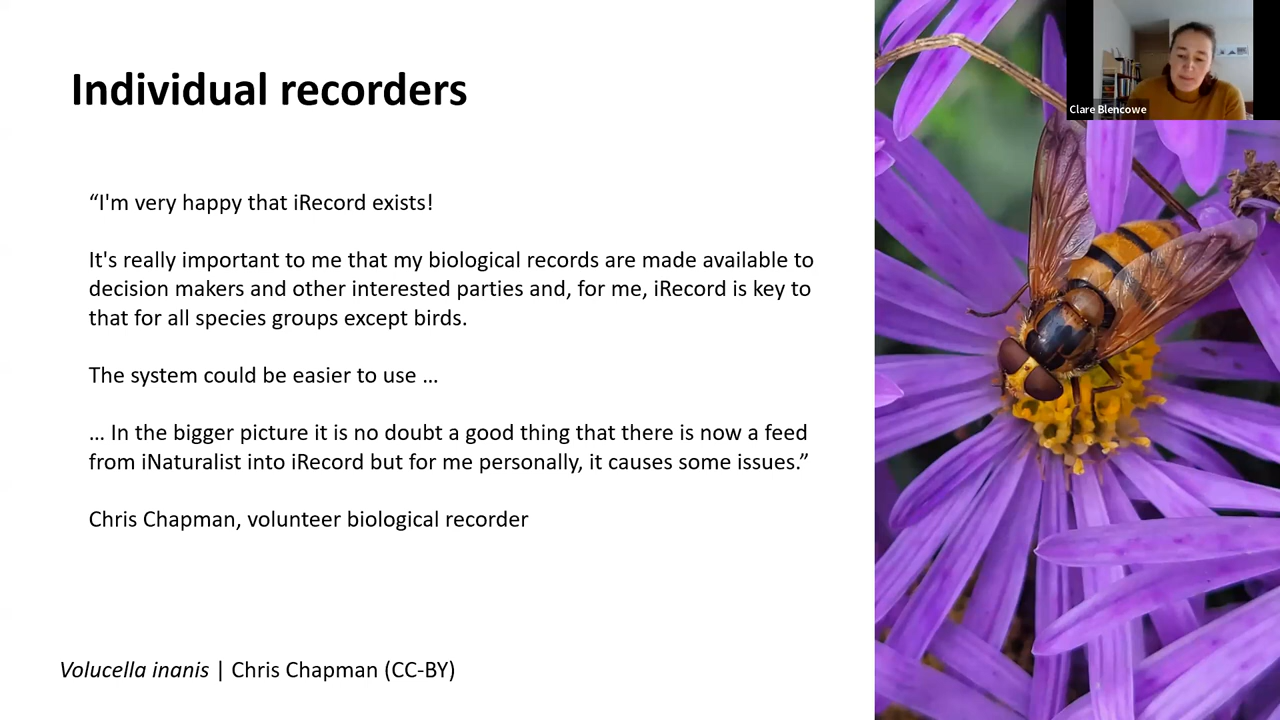 Individual recorders
Clare Blencowe
“I'm very happy that iRecord exists!
It's really important to me that my biological records are made available to
decision makers and other interested parties and, for me, iRecord is key to
that for all species groups except birds.
The system could be easier to use ...
... In the bigger picture it is no doubt a good thing that there is now a feed
from iNaturalist into iRecord but for me personally, it causes some issues.”
Chris Chapman, volunteer biological recorder
Volucella inanis | Chris Chapman (CC-BY)